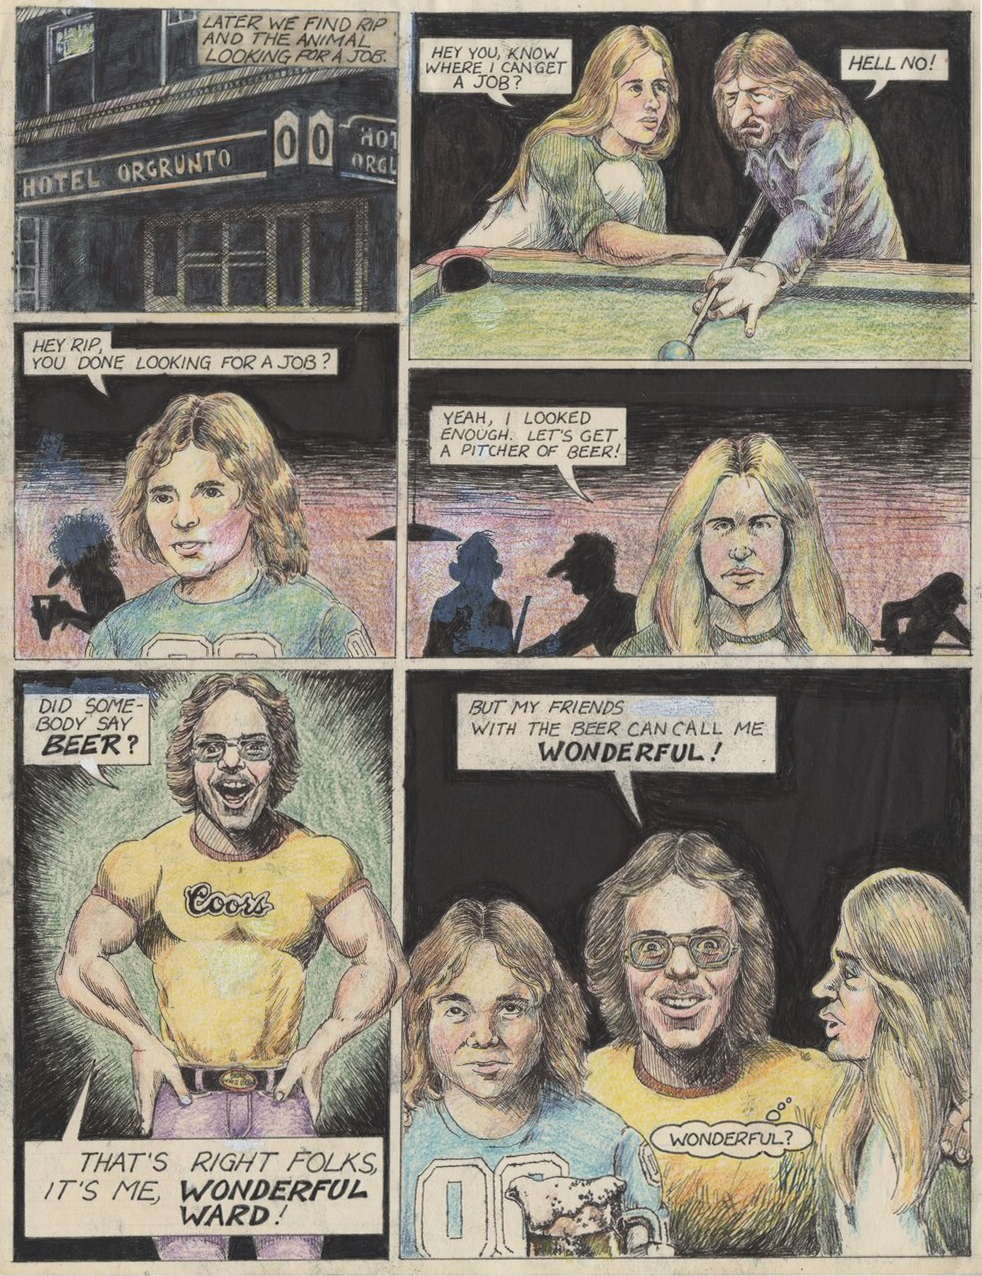 LATER WE FIND RIP
AND THE ANIMAL
LOOKING FOR A JOB.
HOTEL ORGRUNTO
00
HOT
ORGL
HEY YOU, KNOW
WHERE I CAN GET
A JOB?
HELL NO!
HEY RIP,
YOU DONE LOOKING FOR A JOB?
YEAH, I LOOKED
ENOUGH. LET'S GET
A PITCHER OF BEER!
DID SOME-
BODY SAY
BEER?
Coors
THAT'S RIGHT FOLKS,
IT'S ME, WONDERFUL
WARD!
BUT MY FRIENDS
WITH THE BEER CAN CALL ME
WONDERFUL!
WONDERFUL?
00